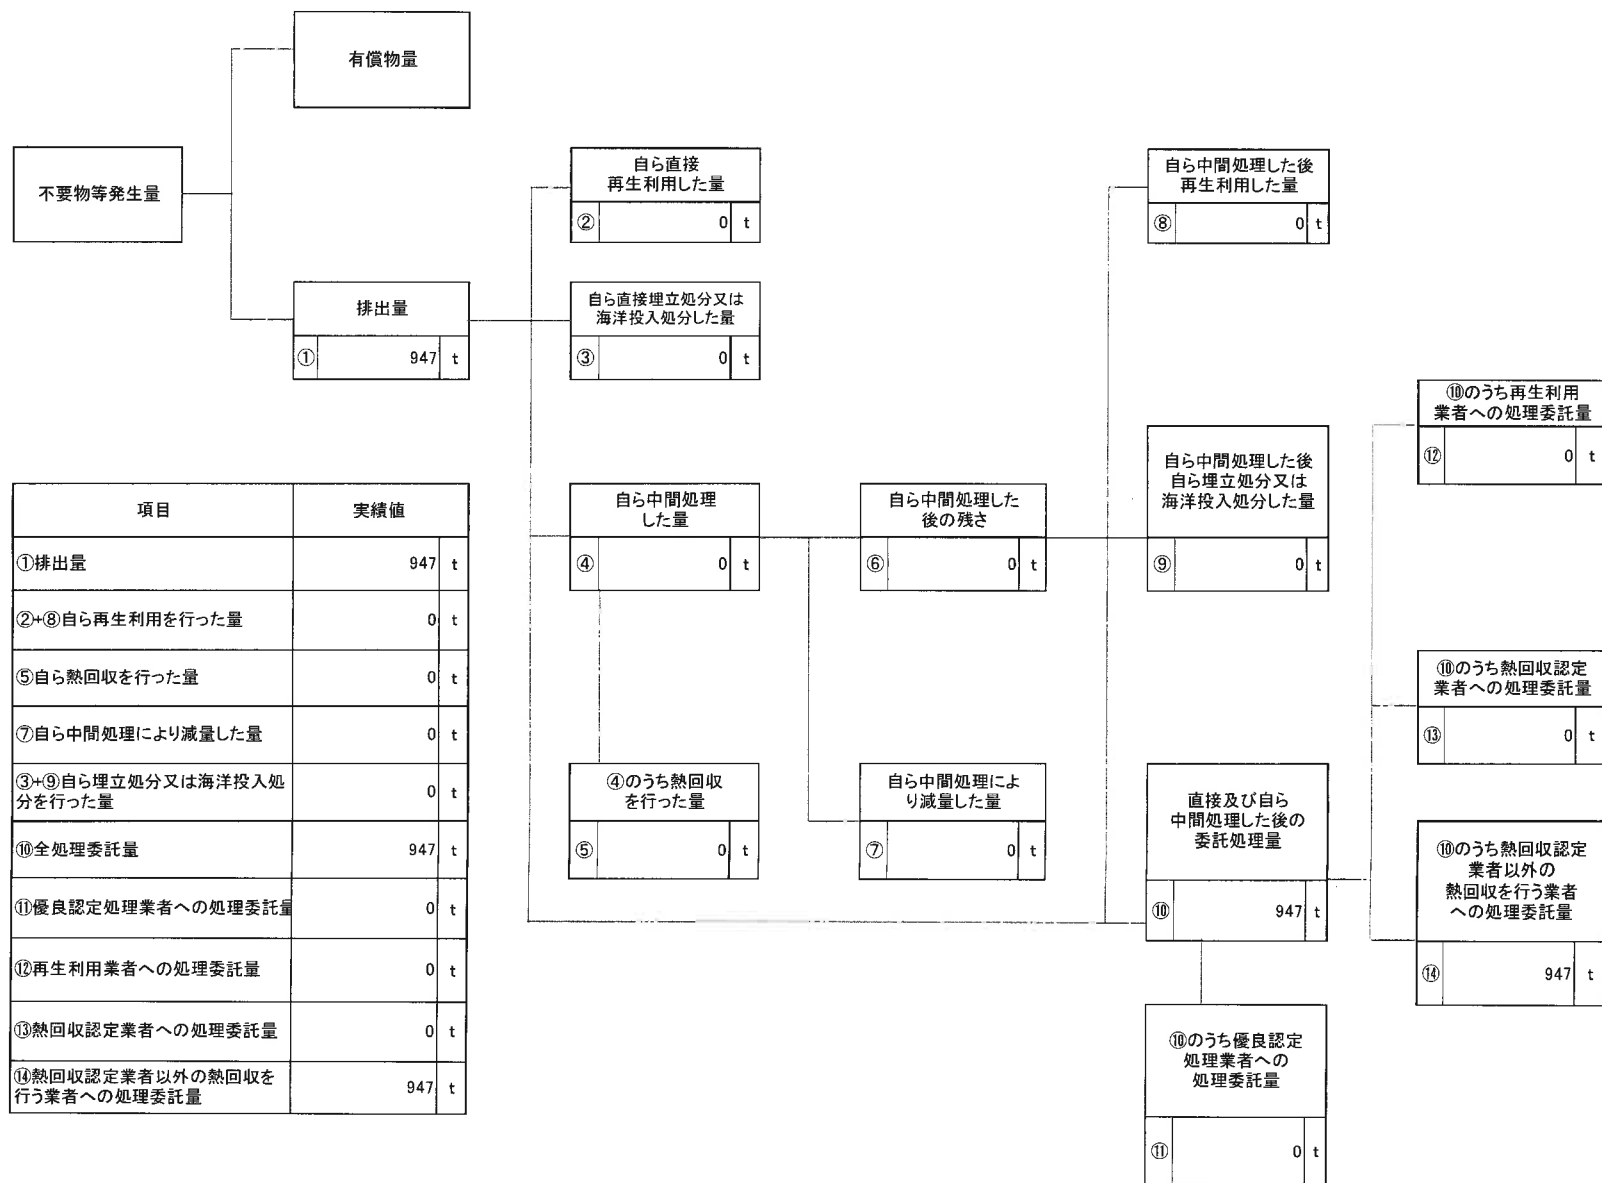 有償物量
不要物等発生量
排出量
① 947 t
自ら直接
再生利用した量
② 0 t
自ら直接埋立処分又は
海洋投入処分した量
③ 0 t
自ら中間処理
した量
④ 0 t
④のうち熱回収
を行った量
⑤ 0 t
自ら中間処理した
後の残さ
⑥ 0 t
自ら中間処理によ
り減量した量
⑦ 0 t
自ら中間処理した後
再生利用した量
⑧ 0 t
自ら中間処理した後
自ら埋立処分又は
海洋投入処分した量
⑨ 0 t
直接及び自ら
中間処理した後の
委託処理量
⑩ 947 t
⑩のうち優良認定
処理業者への
処理委託量
⑪ 0 t
⑩のうち再生利用
業者への処理委託量
⑫ 0 t
⑩のうち熱回収認定
業者への処理委託量
⑬ 0 t
⑩のうち熱回収認定
業者以外の
熱回収を行う業者
への処理委託量
⑭ 947 t
項目 実績値
①排出量 947 t
②+⑧自ら再生利用を行った量 0 t
⑤自ら熱回収を行った量 0 t
⑦自ら中間処理により減量した量 0 t
③+⑨自ら埋立処分又は海洋投入処
分を行った量 0 t
⑩全処理委託量 947 t
⑪優良認定処理業者への処理委託量 0 t
⑫再生利用業者への処理委託量 0 t
⑬熱回収認定業者への処理委託量 0 t
⑭熱回収認定業者以外の熱回収を
行う業者への処理委託量 947 t